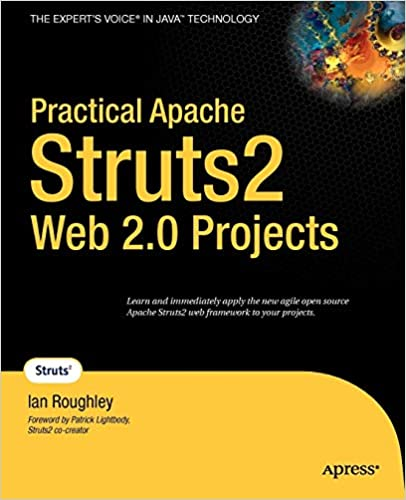 THE EXPERT'S VOICE® IN JAVA™ TECHNOLOGY
Practical Apache
Struts2
Web 2.0 Projects
Learn and immediately apply the new agile open source
Apache Struts2 web framework to your projects.
Struts²
Ian Roughley
Foreword by Patrick Lightbody,
Struts2 co-creator
Apress®